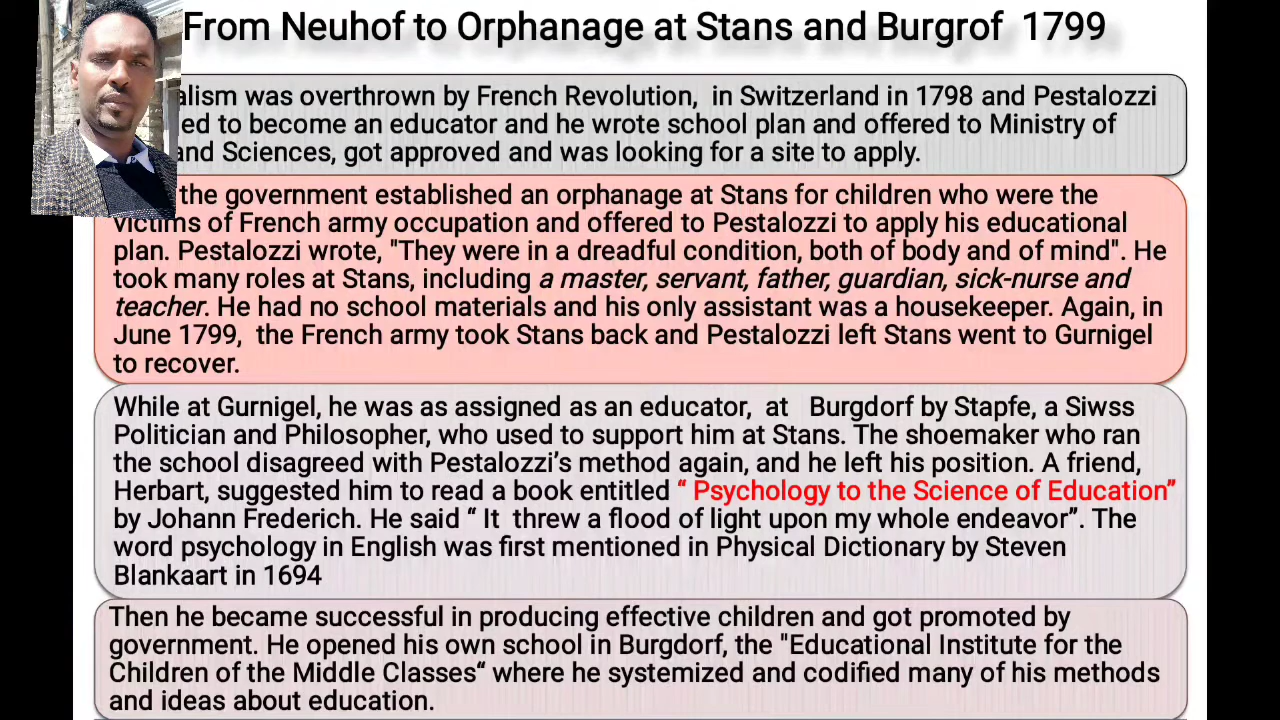 From Neuhof to Orphanage at Stans and Burgrof 1799
was overthrown by French Revolution, in Switzerland in 1798 and Pestalozzi
to become an educator and he wrote school plan and offered to Ministry of
and Sciences, got approved and was looking for a site to apply.
the government established an orphanage at Stans for children who were the
victims of French army occupation and offered to Pestalozzi to apply his educational
plan. Pestalozzi wrote, "They were in a dreadful condition, both of body and of mind". He
took many roles at Stans, including a master, servant, father, guardian, sick-nurse and
teacher. He had no school materials and his only assistant was a housekeeper. Again, in
June 1799, the French army took Stans back and Pestalozzi left Stans went to Gurnigel
to recover.
While at Gurnigel, he was as assigned as an educator, at Burgdorf by Stapfe, a Siwss
Politician and Philosopher, who used to support him at Stans. The shoemaker who ran
the school disagreed with Pestalozzi’s method again, and he left his position. A friend,
Herbart, suggested him to read a book entitled “ Psychology to the Science of Education”
by Johann Frederich. He said “ It threw a flood of light upon my whole endeavor”. The
word psychology in English was first mentioned in Physical Dictionary by Steven
Blankaart in 1694
Then he became successful in producing effective children and got promoted by
government. He opened his own school in Burgdorf, the "Educational Institute for the
Children of the Middle Classes“ where he systemized and codified many of his methods
and ideas about education.